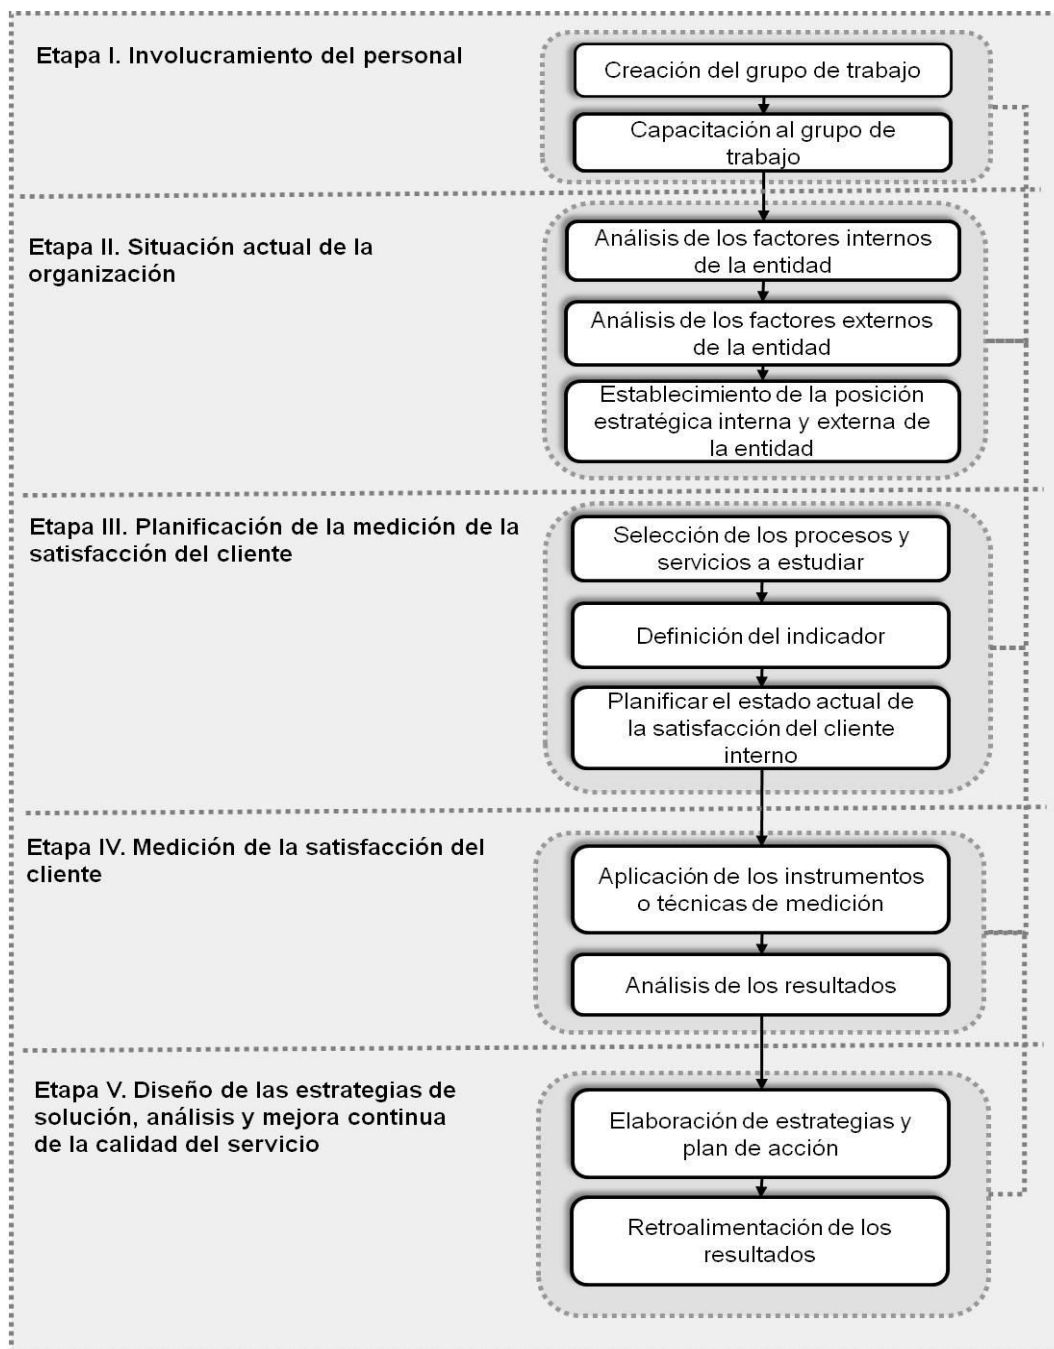 Etapa I. Involucramiento del personal
Creación del grupo de trabajo
Capacitación al grupo de
trabajo
Etapa II. Situación actual de la
organización
Análisis de los factores internos
de la entidad
Análisis de los factores externos
de la entidad
Establecimiento de la posición
estratégica interna y externa de
la entidad
Etapa III. Planificación de la medición de la
satisfacción del cliente
Selección de los procesos y
servicios a estudiar
Definición del indicador
Planificar el estado actual de
la satisfacción del cliente
interno
Etapa IV. Medición de la satisfacción del
cliente
Aplicación de los instrumentos
o técnicas de medición
Análisis de los resultados
Etapa V. Diseño de las estrategias de
solución, análisis y mejora continua
de la calidad del servicio
Elaboración de estrategias y
plan de acción
Retroalimentación de los
resultados